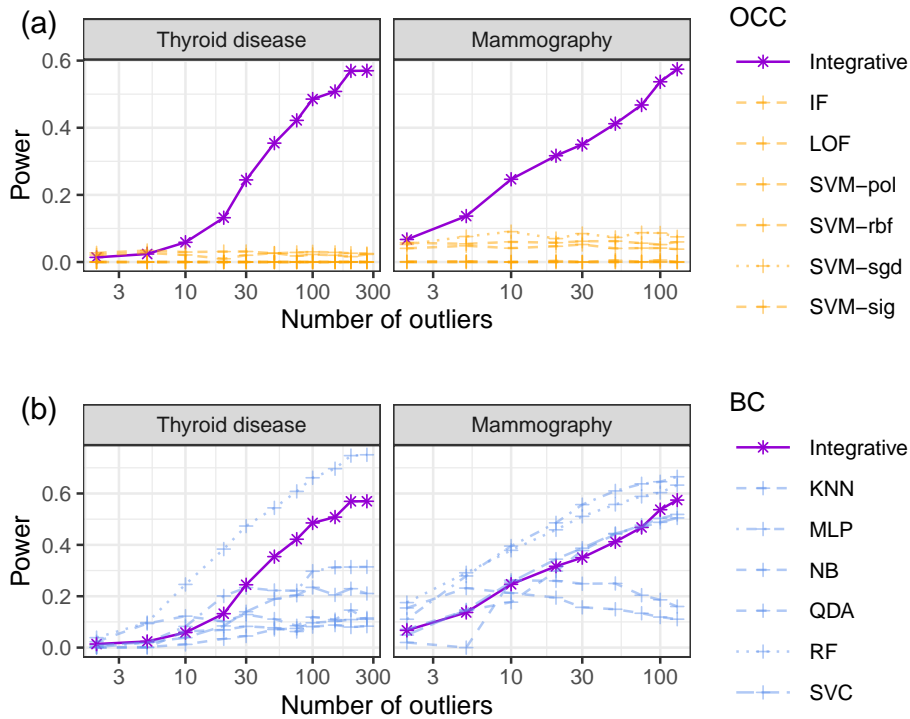 (a)
Thyroid disease
Mammography
OCC
Power
0.6
0.4
0.2
0.0
3
10
30
100
300
3
10
30
100
Number of outliers
Integrative
IF
LOF
SVM−pol
SVM−rbf
SVM−sgd
SVM−sig
(b)
Thyroid disease
Mammography
BC
Power
0.6
0.4
0.2
0.0
3
10
30
100
300
3
10
30
100
Number of outliers
Integrative
KNN
MLP
NB
QDA
RF
SVC